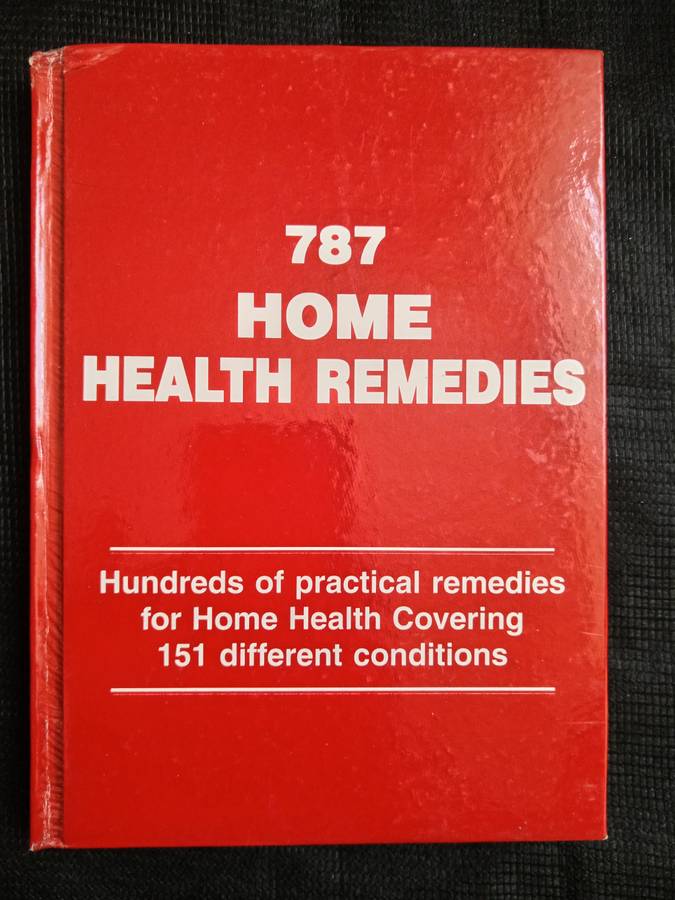 787
HOME
HEALTH REMEDIES
Hundreds of practical remedies
for Home Health Covering
151 different conditions